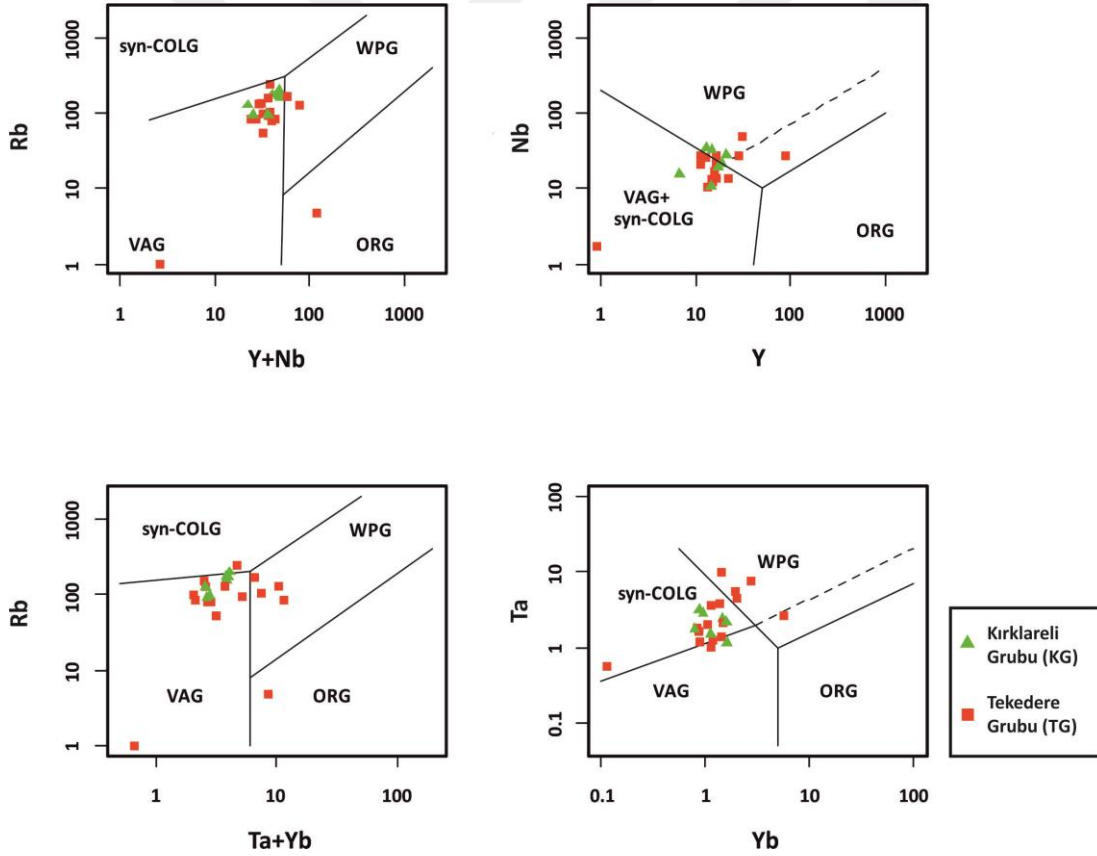 syn-COLG
WPG
VAG
ORG
Rb
1
10
100
1000
1
10
100
1000
Y+Nb
WPG
VAG+
syn-COLG
ORG
Nb
1
10
100
1000
1
10
100
1000
Y
syn-COLG
WPG
VAG
ORG
Rb
1
10
100
1000
1
10
100
Ta+Yb
WPG
syn-COLG
VAG
ORG
Ta
0.1
1
10
100
0.1
1
10
100
Yb
Kırklareli
Grubu (KG)
Tekedere
Grubu (TG)